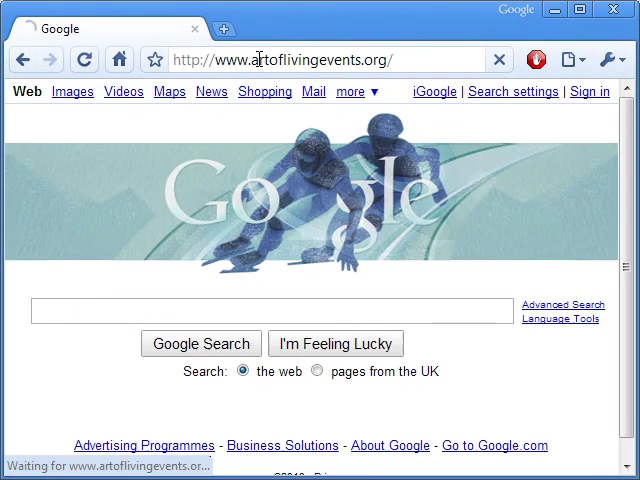 Google
Google
http://www.artoflivingevents.org/
Web Images Videos Maps News Shopping Mail more ▼ iGoogle | Search settings | Sign in
Google
Advanced Search
Language Tools
Google Search I'm Feeling Lucky
Search: the web pages from the UK
Advertising Programmes - Business Solutions - About Google - Go to Google.com
Waiting for www.artoflivingevents.or...